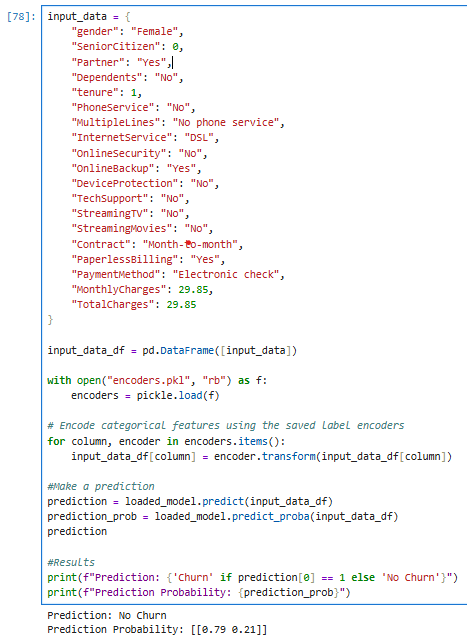 [78]: input_data = {
    "gender": "Female",
    "SeniorCitizen": 0,
    "Partner": "Yes",
    "Dependents": "No",
    "tenure": 1,
    "PhoneService": "No",
    "MultipleLines": "No phone service",
    "InternetService": "DSL",
    "OnlineSecurity": "No",
    "OnlineBackup": "Yes",
    "DeviceProtection": "No",
    "TechSupport": "No",
    "StreamingTV": "No",
    "StreamingMovies": "No",
    "Contract": "Month-to-month",
    "PaperlessBilling": "Yes",
    "PaymentMethod": "Electronic check",
    "MonthlyCharges": 29.85,
    "TotalCharges": 29.85
}
input_data_df = pd.DataFrame([input_data])
with open("encoders.pkl", "rb") as f:
    encoders = pickle.load(f)
# Encode categorical features using the saved label encoders
for column, encoder in encoders.items():
    input_data_df[column] = encoder.transform(input_data_df[column])
#Make a prediction
prediction = loaded_model.predict(input_data_df)
prediction_prob = loaded_model.predict_proba(input_data_df)
prediction
#Results
print(f"Prediction: {'Churn' if prediction[0] == 1 else 'No Churn'}")
print(f"Prediction Probability: {prediction_prob}")
Prediction: No Churn
Prediction Probability: [[0.79 0.21]]